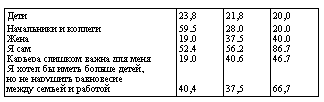 Дети 23,8 21,8 20,0
Начальники и коллеги 59.5 28.0 20.0
Жена 19.0 37.5 40.0
Я сам 52.4 56.2 86.7
Карьера слишком важна для меня 19.0 40.6 46.7
Я хотел бы иметь больше детей,
но не нарушить равновесие
между семьей и работой 40,4 37,5 66,7